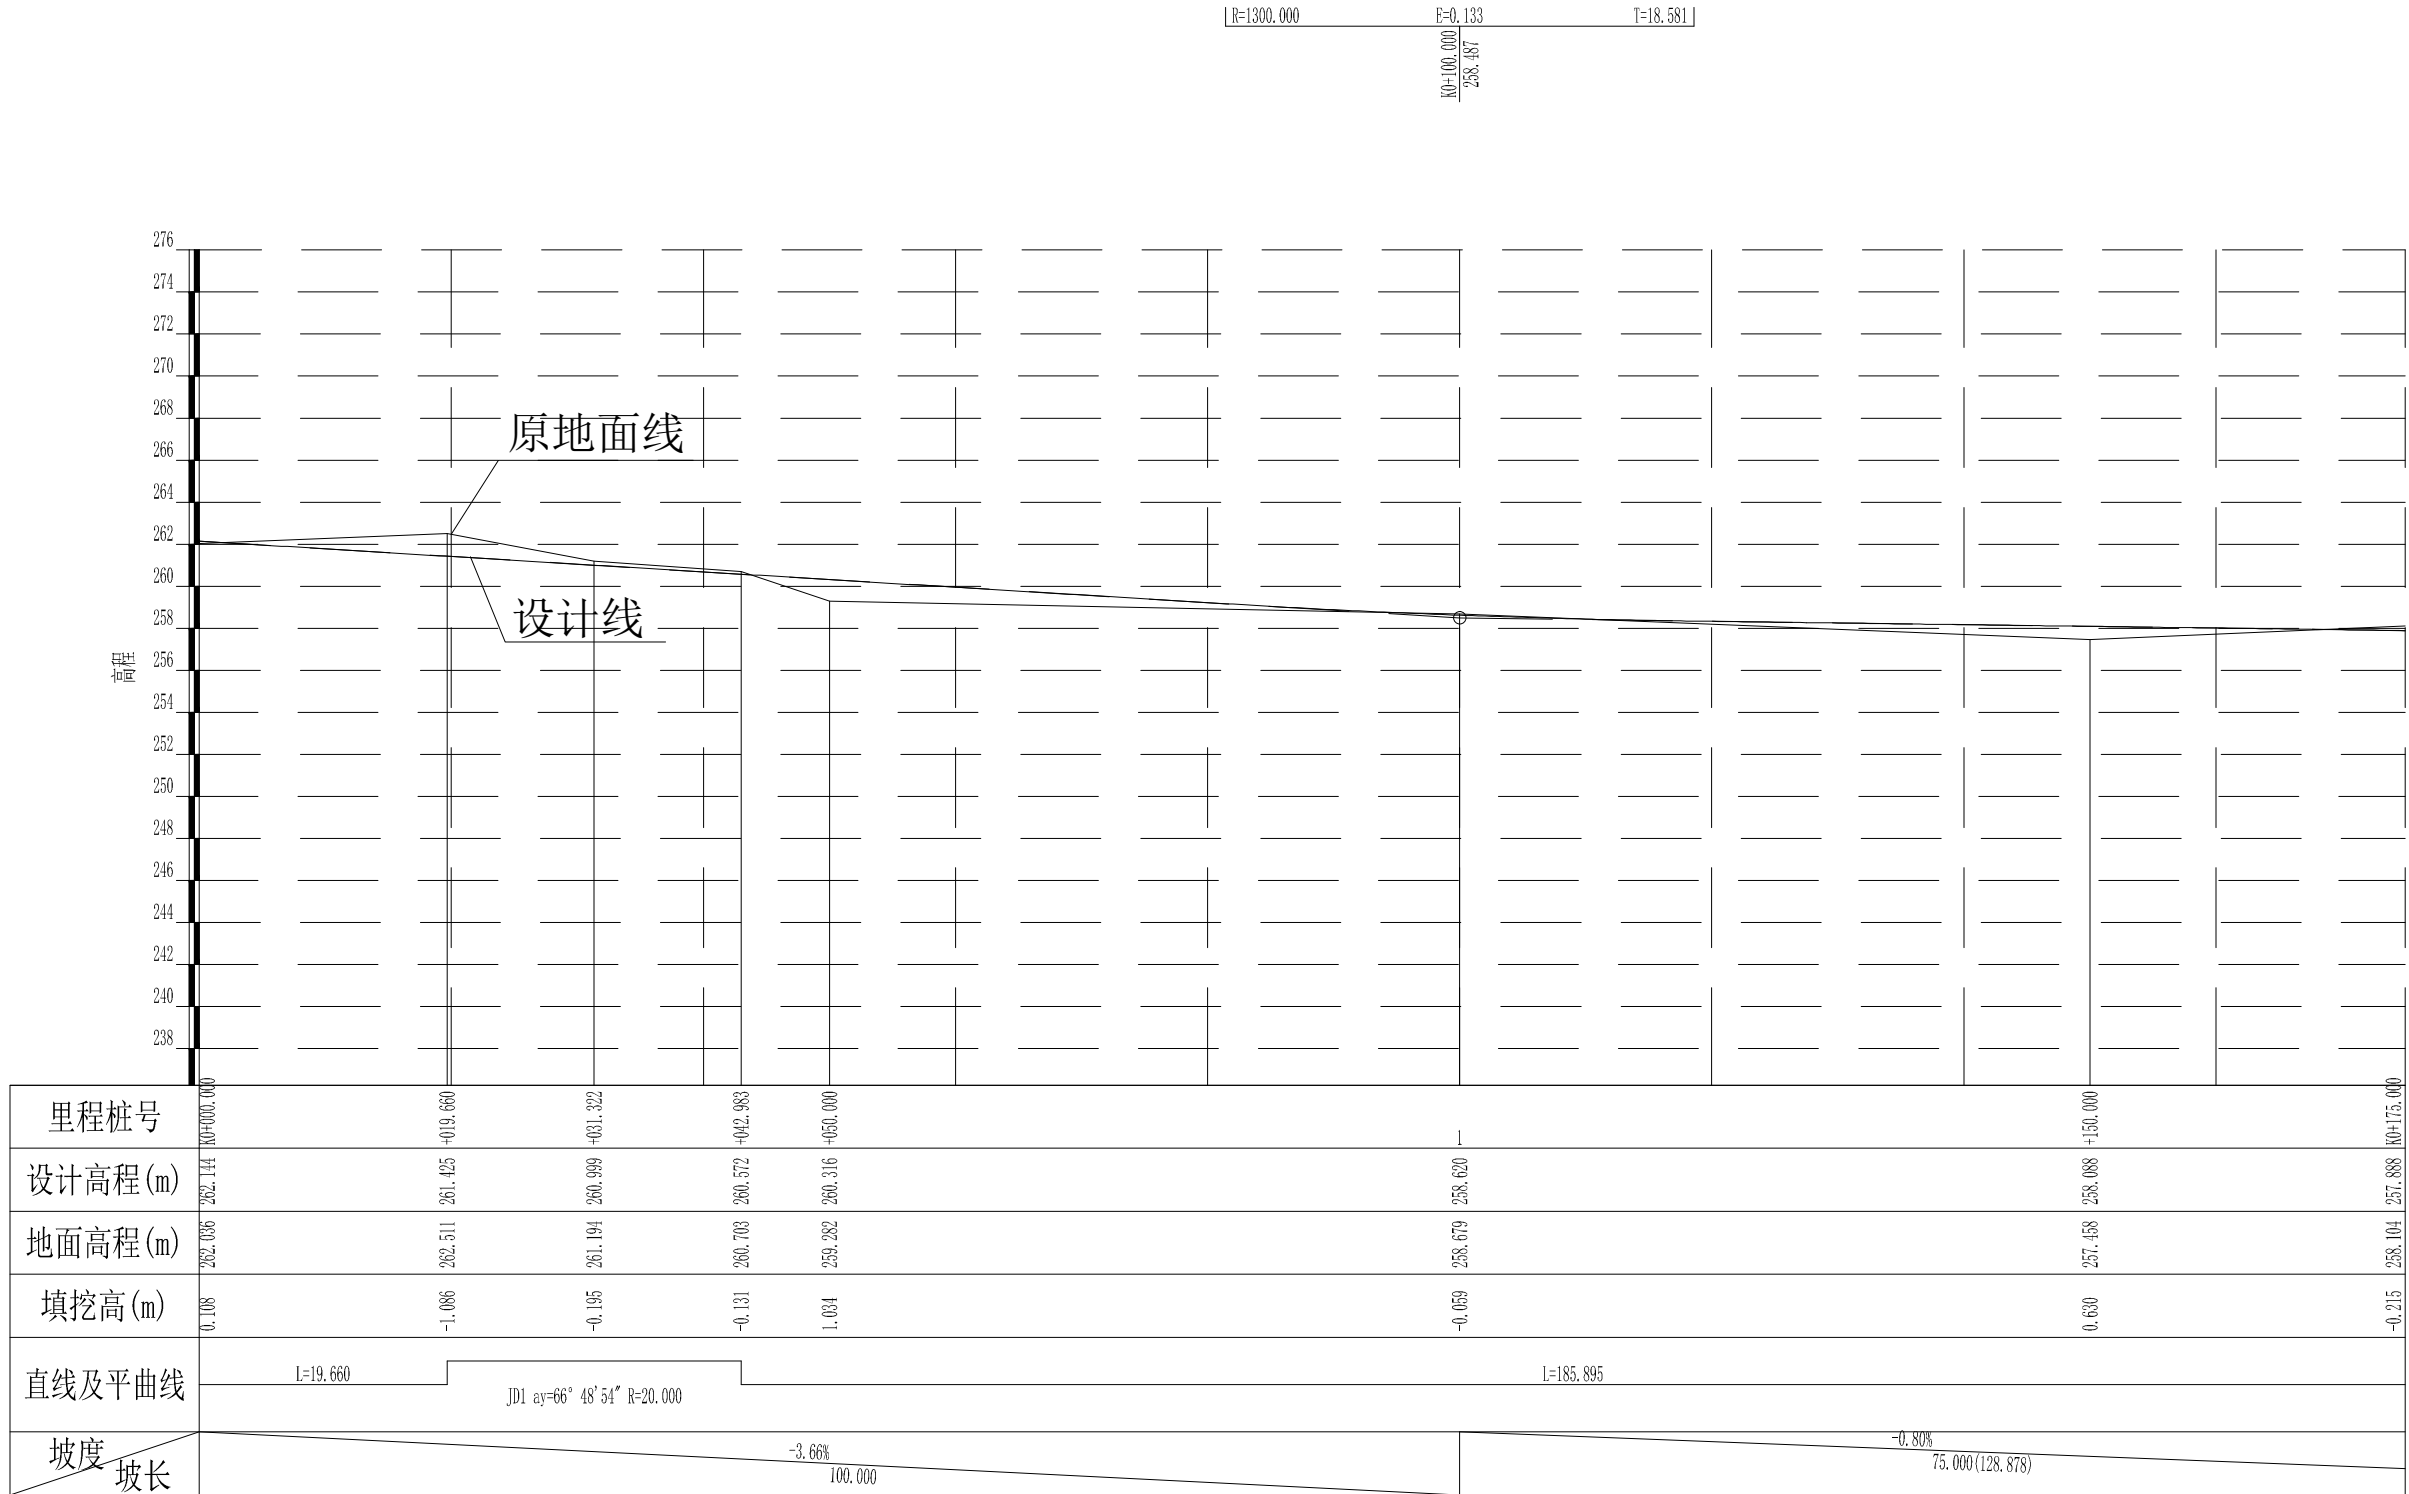 R=1300.000 E=0.133 T=18.581
K0+100.000
258.487
276
274
272
270
268
266
264
262
260
258
256
254
252
250
248
246
244
242
240
238
高程
原地面线
设计线
里程桩号 K0+000.000 +019.660 +031.322 +042.983 +050.000 1 +150.000 K0+175.000
设计高程(m) 262.144 261.425 260.999 260.572 260.316 258.620 258.088 257.888
地面高程(m) 262.036 262.511 261.194 260.703 259.282 258.679 257.458 258.104
填挖高(m) 0.108 -1.086 -0.195 -0.131 1.034 -0.059 0.630 -0.215
直线及平曲线 L=19.660 JD1 ay=66°48'54" R=20.000 L=185.895
坡度 -3.66% -0.80%
坡长 100.000 75.000(128.878)